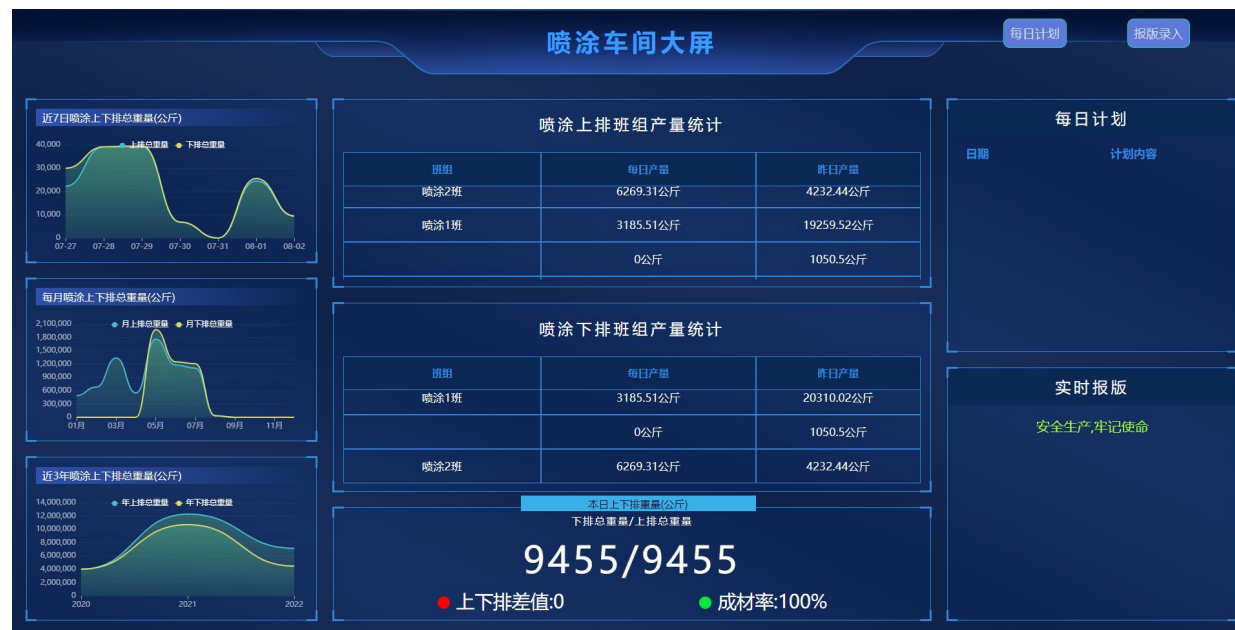 喷涂车间大屏
每日计划
报版录入
近7日喷涂上下排总重量(公斤)
上排总重量 下排总重量
40,000
30,000
20,000
10,000
0
07-27 07-28 07-29 07-30 07-31 08-01 08-02
每月喷涂上下排总重量(公斤)
月上排总重量 月下排总重量
2,100,000
1,800,000
1,500,000
1,200,000
900,000
600,000
300,000
0
01月 03月 05月 07月 09月 11月
近3年喷涂上下排总重量(公斤)
年上排总重量 年下排总重量
14,000,000
12,000,000
10,000,000
8,000,000
6,000,000
4,000,000
2,000,000
0
2020 2021 2022
喷涂上排班组产量统计
班组 每日产量 昨日产量
喷涂2班 6269.31公斤 4232.44公斤
喷涂1班 3185.51公斤 19259.52公斤
0公斤 1050.5公斤
喷涂下排班组产量统计
班组 每日产量 昨日产量
喷涂1班 3185.51公斤 20310.02公斤
0公斤 1050.5公斤
喷涂2班 6269.31公斤 4232.44公斤
本日上下排重量(公斤)
下排总重量/上排总重量
9455/9455
上下排差值:0 成材率:100%
每日计划
日期 计划内容
实时报版
安全生产,牢记使命